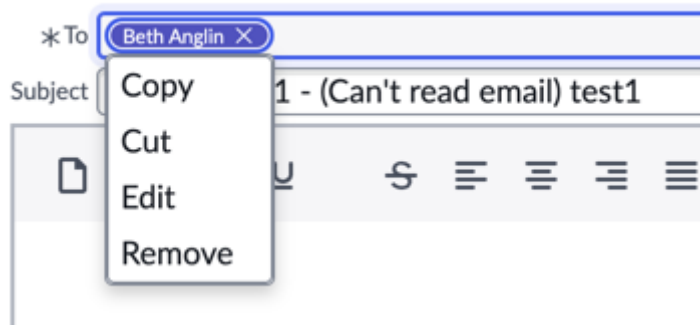 *To Beth Anglin ×
Subject 1 - (Can't read email) test1
Copy
Cut
Edit
Remove